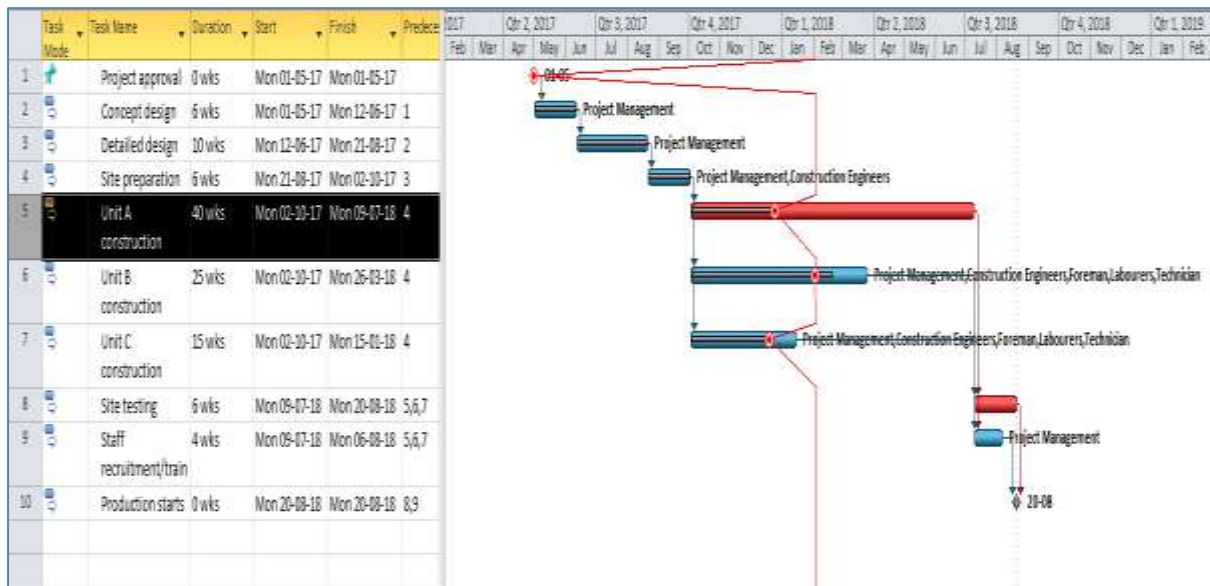 Task Mode Task Name Duration Start Finish Predece
2017 Qtr 2, 2017 Qtr 3, 2017 Qtr 4, 2017 Qtr 1, 2018 Qtr 2, 2018 Qtr 3, 2018 Qtr 4, 2018 Qtr 1, 2019
Feb Mar Apr May Jun Jul Aug Sep Oct Nov Dec Jan Feb Mar Apr May Jun Jul Aug Sep Oct Nov Dec Jan Feb
1 Project approval 0 wks Mon 01-05-17 Mon 01-05-17 01-05
2 Concept design 6 wks Mon 01-05-17 Mon 12-06-17 1 Project Management
3 Detailed design 10 wks Mon 12-06-17 Mon 21-08-17 2 Project Management
4 Site preparation 6 wks Mon 21-08-17 Mon 02-10-17 3 Project Management,Construction Engineers
5 Unit A construction 40 wks Mon 02-10-17 Mon 09-07-18 4
6 Unit B construction 25 wks Mon 02-10-17 Mon 26-03-18 4 Project Management,Construction Engineers,Foreman,Labourers,Technician
7 Unit C construction 15 wks Mon 02-10-17 Mon 15-01-18 4 Project Management,Construction Engineers,Foreman,Labourers,Technician
8 Site testing 6 wks Mon 09-07-18 Mon 20-08-18 5,6,7
9 Staff recruitment/train 4 wks Mon 09-07-18 Mon 06-08-18 5,6,7 Project Management
10 Production starts 0 wks Mon 20-08-18 Mon 20-08-18 8,9 20-08